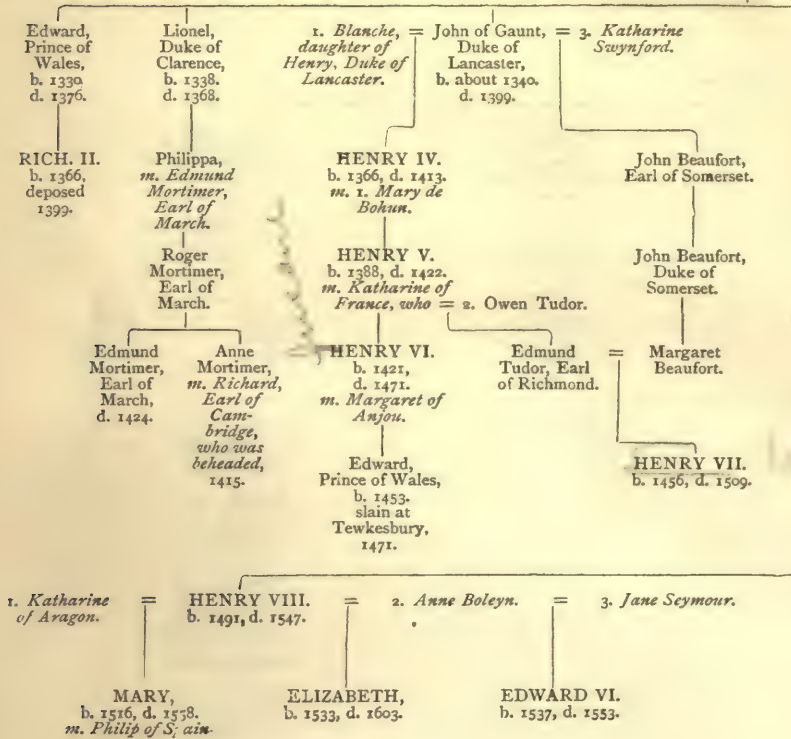 Edward,
Prince of
Wales,
b. 1330
d. 1376.
Lionel,
Duke of
Clarence,
b. 1338.
d. 1368.
1. Blanche,
daughter of
Henry, Duke of
Lancaster.
=
John of Gaunt,
Duke of
Lancaster,
b. about 1340.
d. 1399.
=
3. Katharine
Swynford.
RICH. II.
b. 1366,
deposed
1399.
Philippa,
m. Edmund
Mortimer,
Earl of
March.
HENRY IV.
b. 1366, d. 1413.
m. 1. Mary de
Bohun.
John Beaufort,
Earl of Somerset.
Roger
Mortimer,
Earl of
March.
HENRY V.
b. 1388, d. 1422.
m. Katharine of
France, who = 2. Owen Tudor.
John Beaufort,
Duke of
Somerset.
Edmund
Mortimer,
Earl of
March,
d. 1424.
Anne
Mortimer,
m. Richard,
Earl of
Cam-
bridge,
who was
beheaded,
1415.
HENRY VI.
b. 1421,
d. 1471.
m. Margaret of
Anjou.
Edmund
Tudor, Earl
of Richmond.
=
Margaret
Beaufort.
Edward,
Prince of Wales,
b. 1453.
slain at
Tewkesbury,
1471.
HENRY VII.
b. 1456, d. 1509.
1. Katharine
of Aragon.
=
HENRY VIII.
b. 1491, d. 1547.
=
2. Anne Boleyn.
=
3. Jane Seymour.
MARY,
b. 1516, d. 1558.
m. Philip of S ain.
ELIZABETH,
b. 1533, d. 1603.
EDWARD VI.
b. 1537, d. 1553.